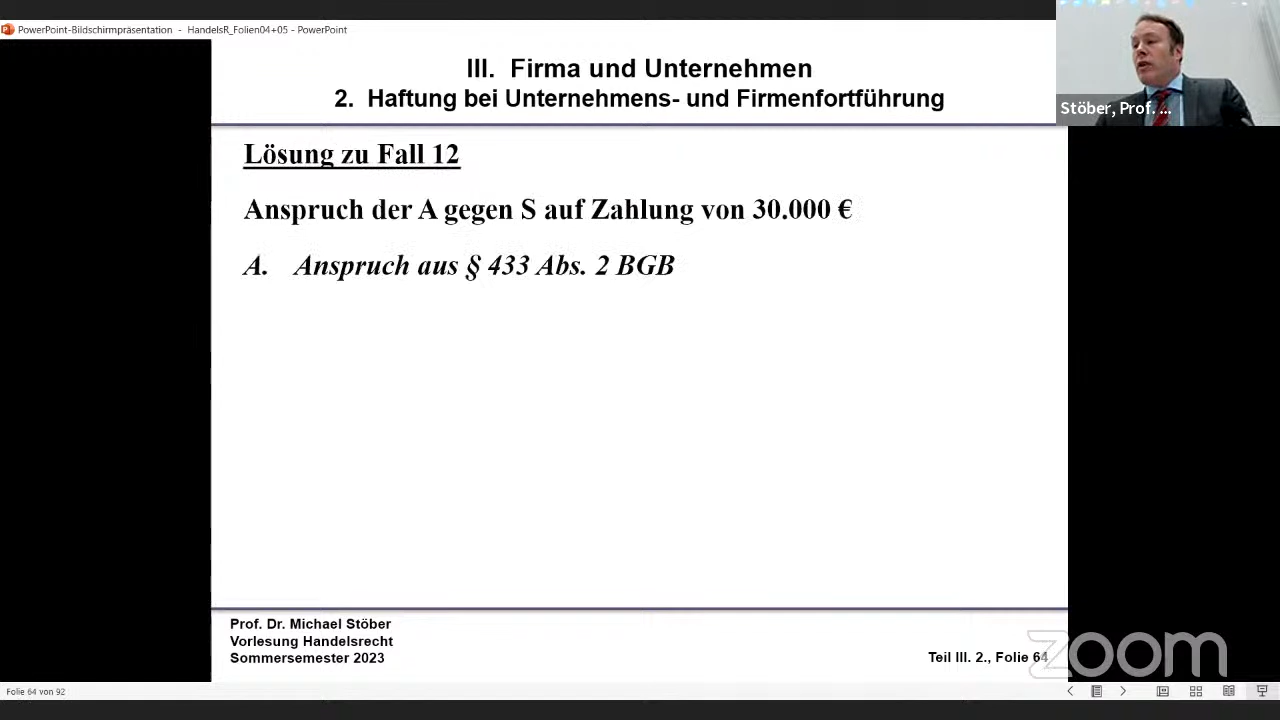 PowerPoint-Bildschirmpräsentation - HandelsR_Folien04+05 - PowerPoint
III. Firma und Unternehmen
2. Haftung bei Unternehmens- und Firmenfortführung
Stöber, Prof. ...
Lösung zu Fall 12
Anspruch der A gegen S auf Zahlung von 30.000 €
A. Anspruch aus § 433 Abs. 2 BGB
Prof. Dr. Michael Stöber
Vorlesung Handelsrecht
Sommersemester 2023
Teil III. 2., Folie 64
zoom
Folie 64 von 92